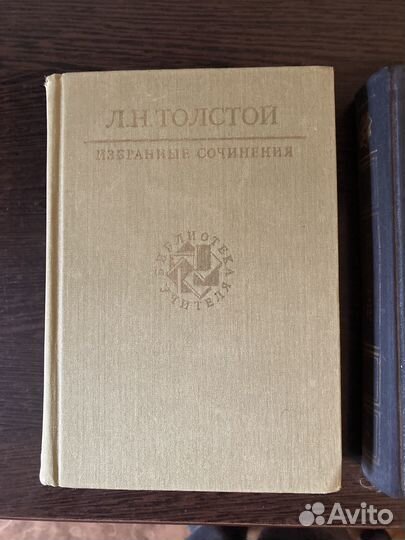 Л.Н.ТОЛСТОЙ
ИЗБРАННЫЕ СОЧИНЕНИЯ
БИБЛИОТЕКА
УЧИТЕЛЯ
Avito